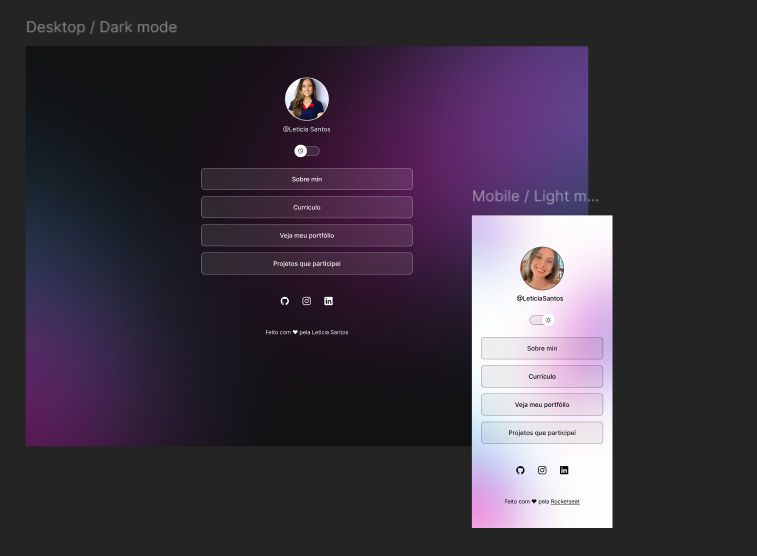 Desktop / Dark mode
@Leticia Santos
Sobre min
Currículo
Veja meu portfólio
Projetos que participei
Feito com ♥ pela Letícia Santos
Mobile / Light m...
@LeticiaSantos
Sobre min
Currículo
Veja meu portfólio
Projetos que participei
Feito com ♥ pela Rocketseat